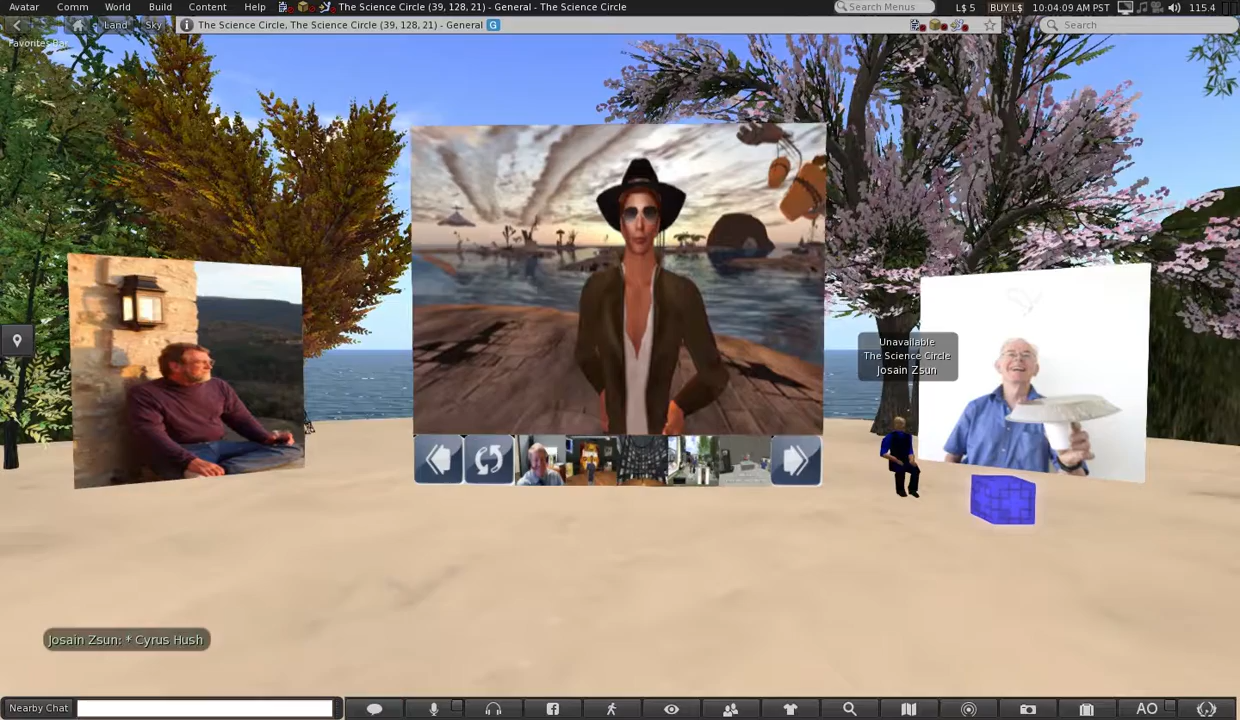 Avatar Comm World Build Content Help The Science Circle (39, 128, 21) - General - The Science Circle Search Menus L$ 5 BUY L$ 10:04:09 AM PST 115.4
Land Sky The Science Circle, The Science Circle (39, 128, 21) - General G Search
Favorites Bar
Unavailable
The Science Circle
Josain Zsun
Josain Zsun: * Cyrus Hush
Nearby Chat AO